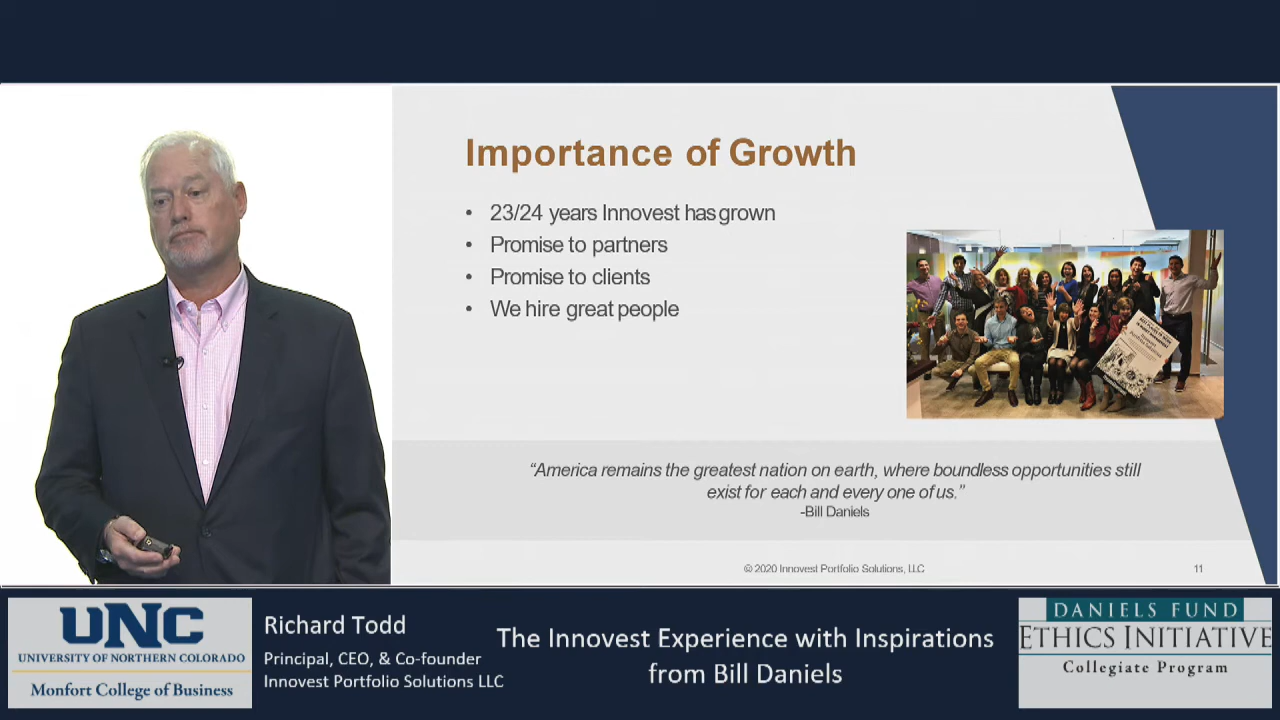 Importance of Growth
• 23/24 years Innovest has grown
• Promise to partners
• Promise to clients
• We hire great people
“America remains the greatest nation on earth, where boundless opportunities still
exist for each and every one of us.”
-Bill Daniels
© 2020 Innovest Portfolio Solutions, LLC
11
UNC
UNIVERSITY OF NORTHERN COLORADO
Monfort College of Business
Richard Todd
Principal, CEO, & Co-founder
Innovest Portfolio Solutions LLC
The Innovest Experience with Inspirations
from Bill Daniels
DANIELS FUND
ETHICS INITIATIVE
Collegiate Program